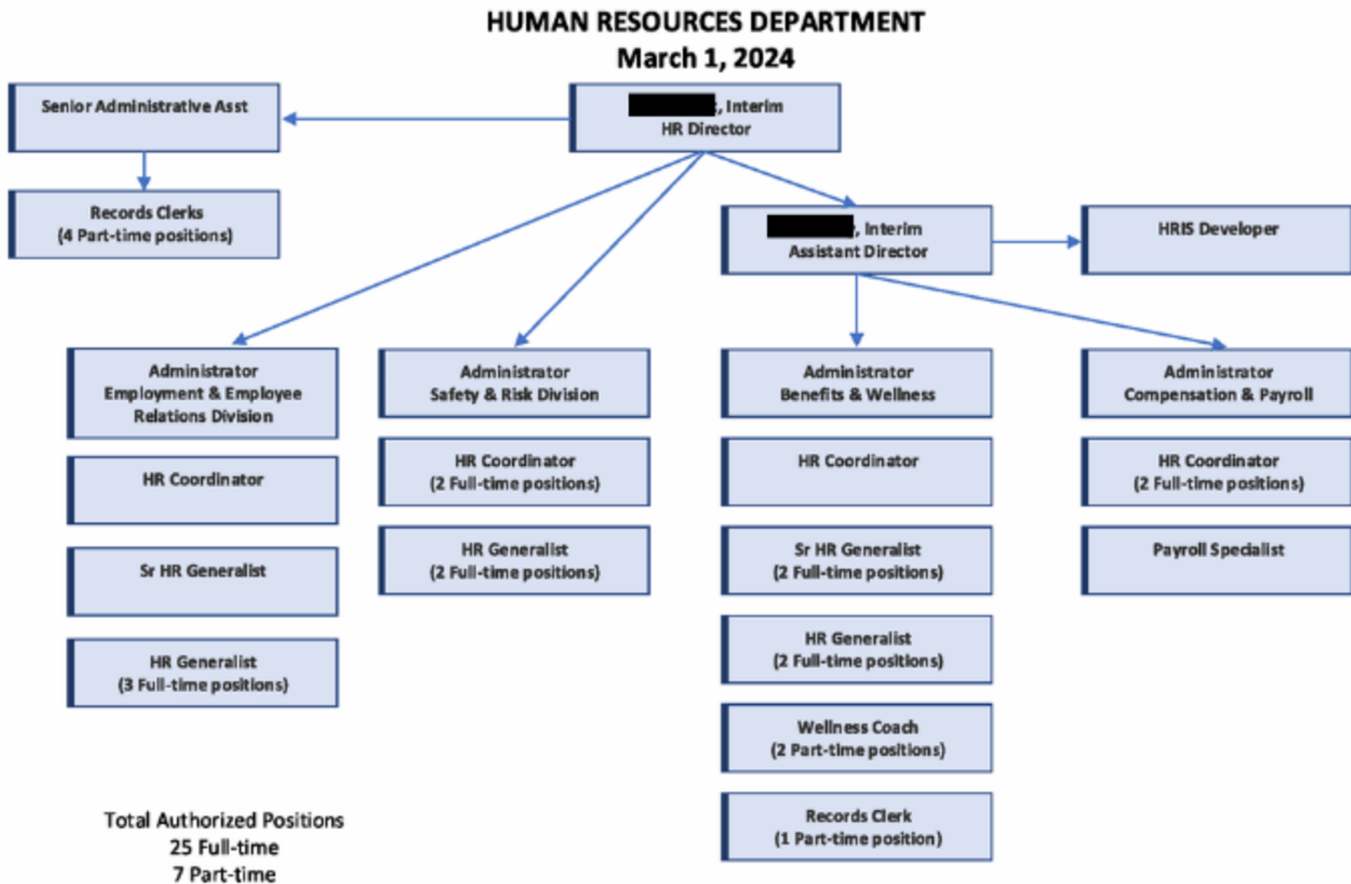 HUMAN RESOURCES DEPARTMENT
March 1, 2024
Senior Administrative Asst
, Interim
HR Director
Records Clerks
(4 Part-time positions)
, Interim
Assistant Director
HRIS Developer
Administrator
Employment & Employee
Relations Division
HR Coordinator
Sr HR Generalist
HR Generalist
(3 Full-time positions)
Administrator
Safety & Risk Division
HR Coordinator
(2 Full-time positions)
HR Generalist
(2 Full-time positions)
Administrator
Benefits & Wellness
HR Coordinator
Sr HR Generalist
(2 Full-time positions)
HR Generalist
(2 Full-time positions)
Wellness Coach
(2 Part-time positions)
Records Clerk
(1 Part-time position)
Administrator
Compensation & Payroll
HR Coordinator
(2 Full-time positions)
Payroll Specialist
Total Authorized Positions
25 Full-time
7 Part-time